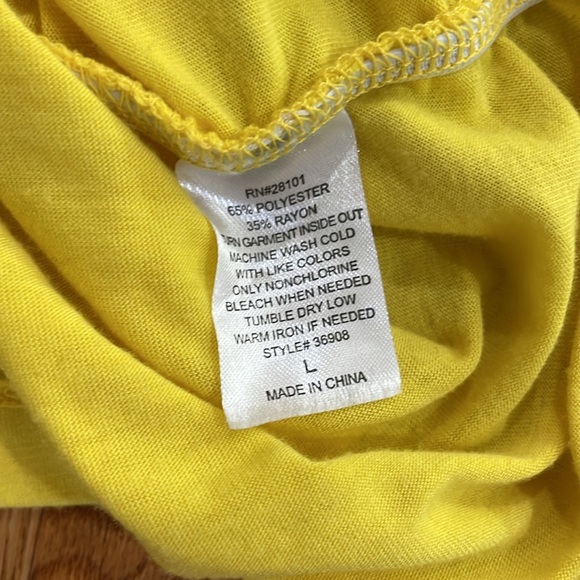 RN#28101
65% POLYESTER
35% RAYON
TURN GARMENT INSIDE OUT
MACHINE WASH COLD
WITH LIKE COLORS
ONLY NONCHLORINE
BLEACH WHEN NEEDED
TUMBLE DRY LOW
WARM IRON IF NEEDED
STYLE# 36908
L
MADE IN CHINA